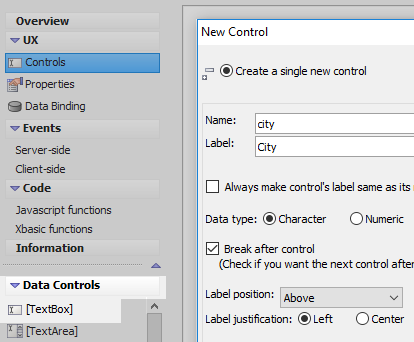 Overview
UX
Controls
Properties
Data Binding
Events
Server-side
Client-side
Code
Javascript functions
Xbasic functions
Information
Data Controls
[TextBox]
[TextArea]
New Control
Create a single new control
Name: city
Label: City
Always make control's label same as its
Data type: Character Numeric
Break after control
(Check if you want the next control after
Label position: Above
Label justification: Left Center